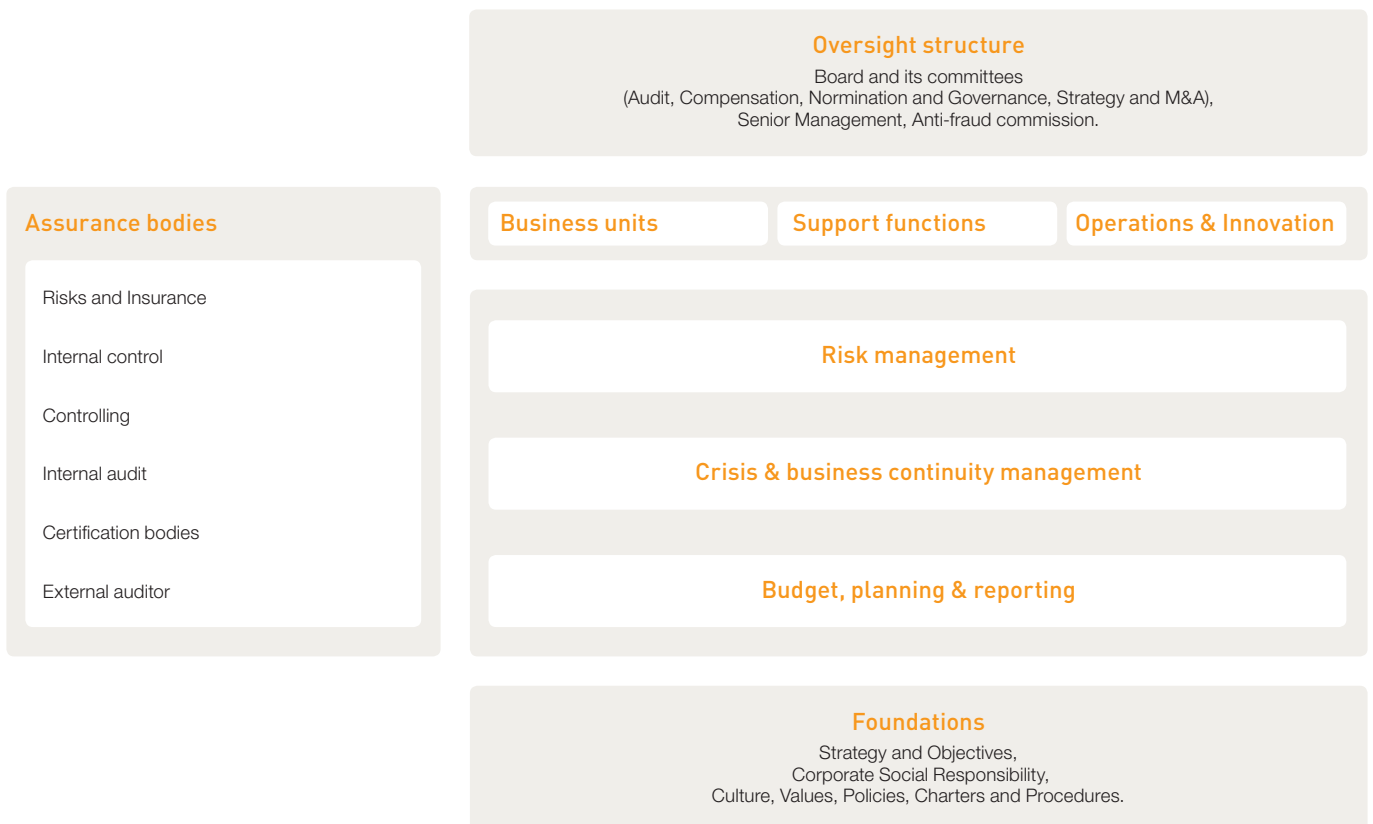 Oversight structure
Board and its committees
(Audit, Compensation, Normination and Governance, Strategy and M&A),
Senior Management, Anti-fraud commission.
Assurance bodies
Risks and Insurance
Internal control
Controlling
Internal audit
Certification bodies
External auditor
Business units
Support functions
Operations & Innovation
Risk management
Crisis & business continuity management
Budget, planning & reporting
Foundations
Strategy and Objectives,
Corporate Social Responsibility,
Culture, Values, Policies, Charters and Procedures.